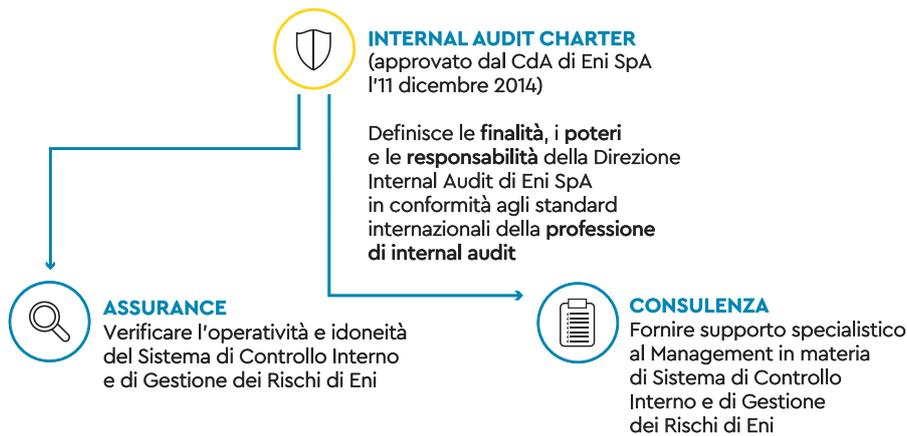 INTERNAL AUDIT CHARTER
(approvato dal CdA di Eni SpA
l'11 dicembre 2014)
Definisce le finalità, i poteri
e le responsabilità della Direzione
Internal Audit di Eni SpA
in conformità agli standard
internazionali della professione
di internal audit
ASSURANCE
Verificare l'operatività e idoneità
del Sistema di Controllo Interno
e di Gestione dei Rischi di Eni
CONSULENZA
Fornire supporto specialistico
al Management in materia
di Sistema di Controllo
Interno e di Gestione
dei Rischi di Eni